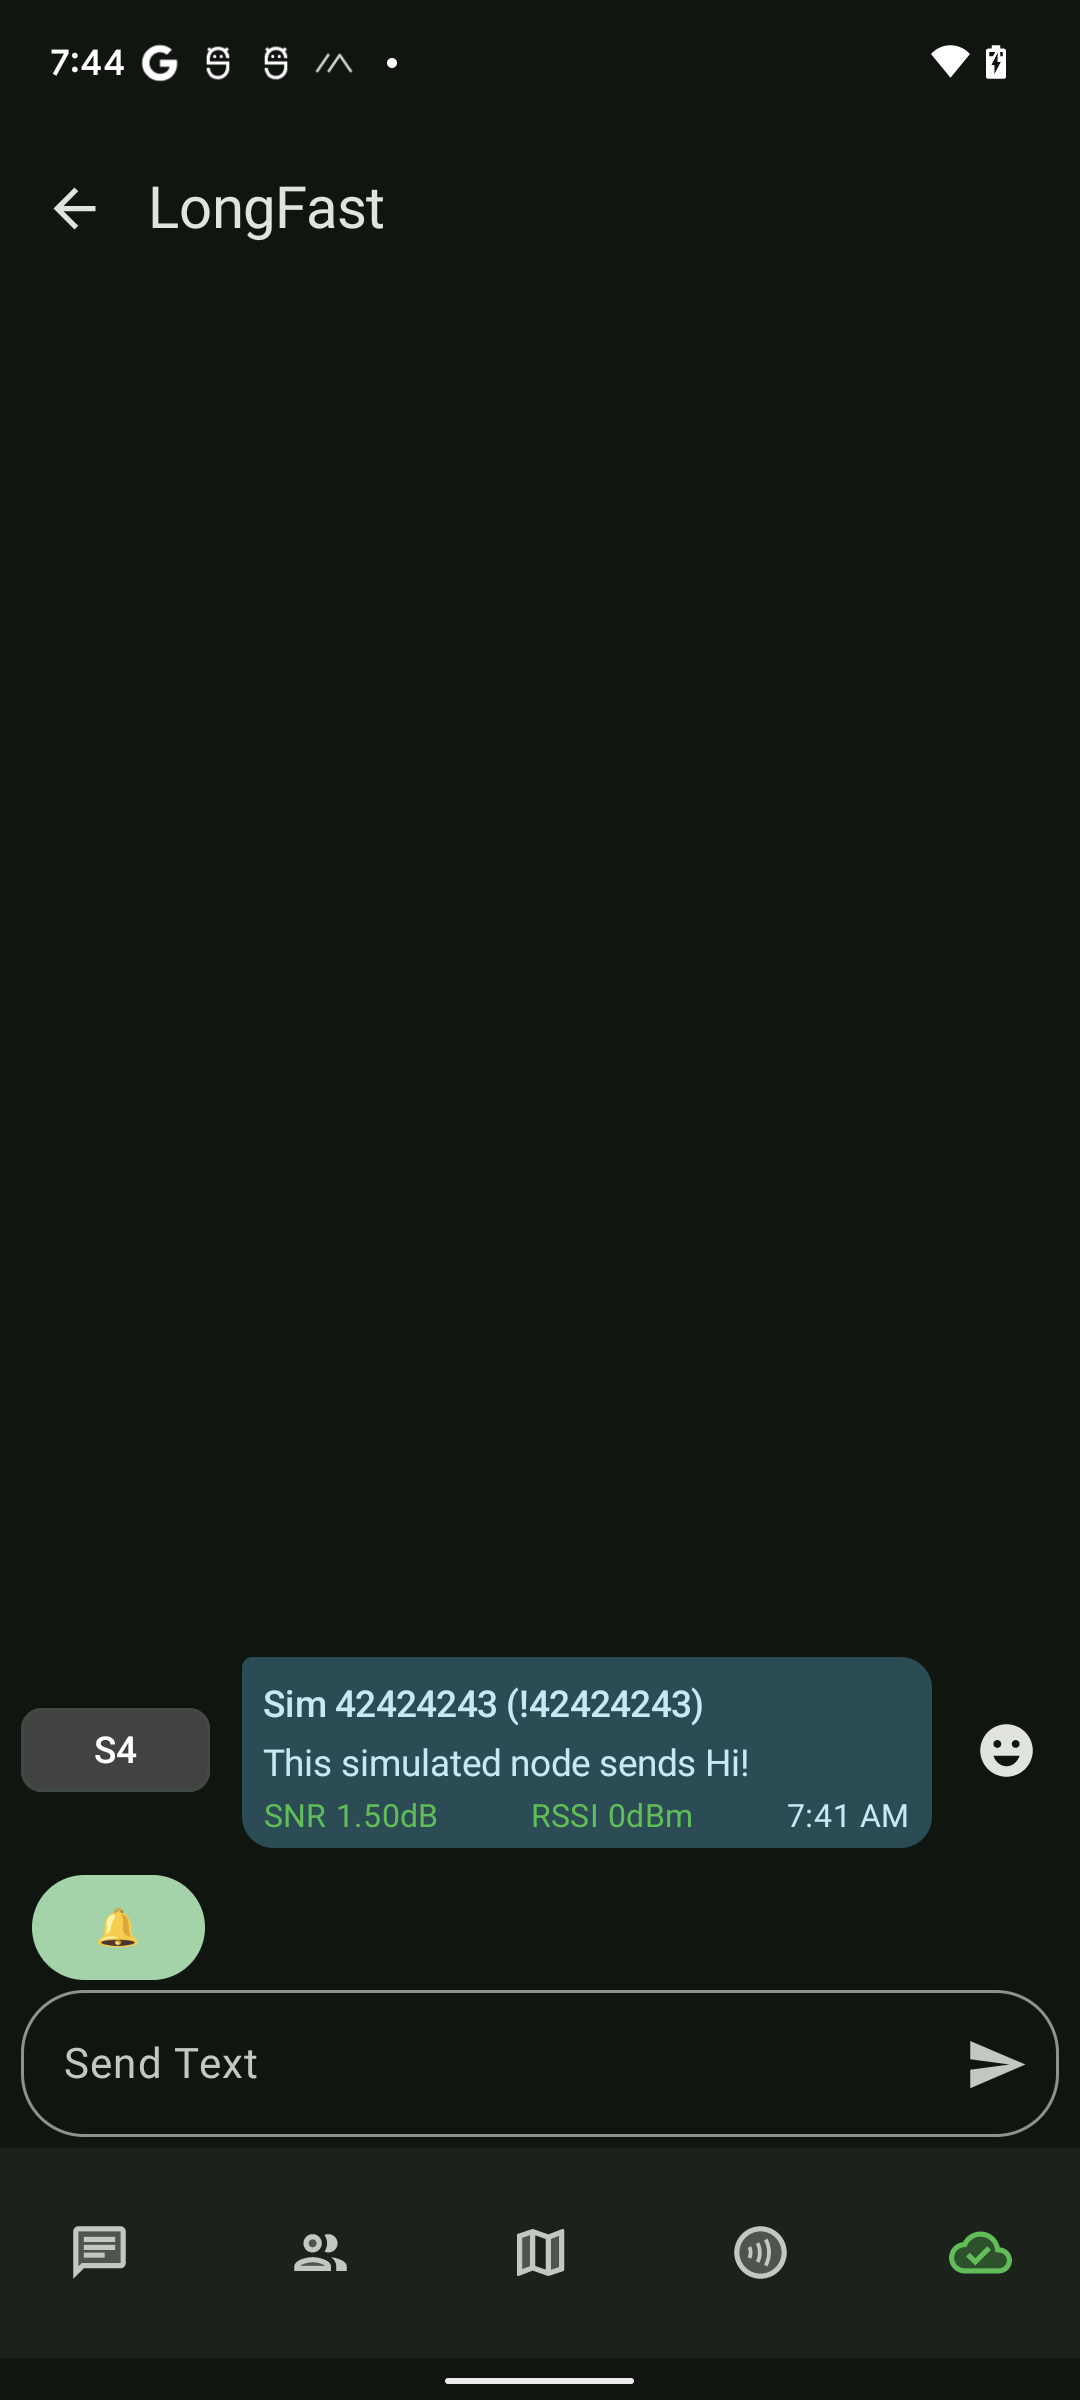 7:44
LongFast
Sim 42424243 (!42424243)
S4
This simulated node sends Hi!
SNR 1.50dB RSSI 0dBm 7:41 AM
🔔
Send Text